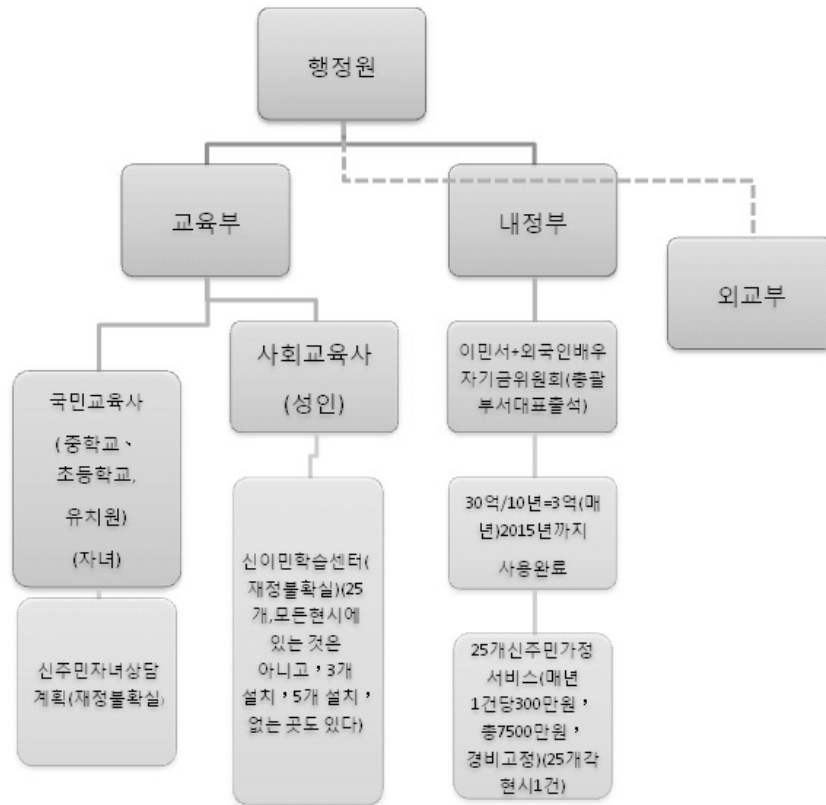 행정원
교육부
내정부
외교부
사회교육사
(성인)
이민서+외국인배우
자기금위원회(총괄
부서대표출석)
국민교육사
(중학교、
초등학교,
유치원)
(자녀)
30억/10년=3억(매
년)2015년까지
사용완료
신이민학습센터(
재정불확실)(25
개,모든현시에
있는 것은
아니고，3개
설치，5개 설치，
없는 곳도 있다)
신주민자녀상담
계획(재정불확실)
25개신주민가정
서비스(매년
1건당300만원，
총7500만원，
경비고정)(25개각
현시1건)